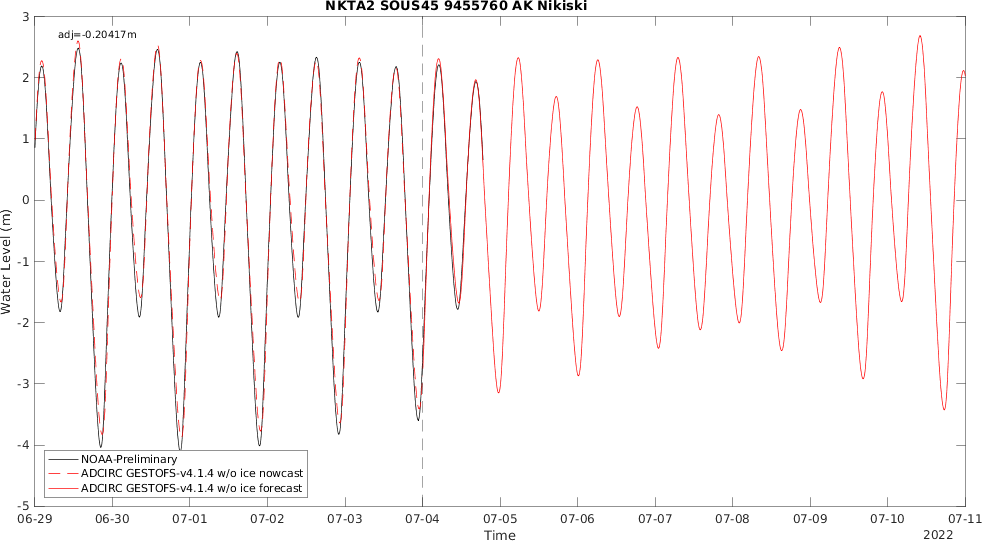 NKTA2 SOUS45 9455760 AK Nikiski
adj=-0.20417m
3
2
1
0
-1
-2
-3
-4
-5
Water Level (m)
NOAA-Preliminary
ADCIRC GESTOFS-v4.1.4 w/o ice nowcast
ADCIRC GESTOFS-v4.1.4 w/o ice forecast
06-29 06-30 07-01 07-02 07-03 07-04 07-05 07-06 07-07 07-08 07-09 07-10 07-11
Time
2022